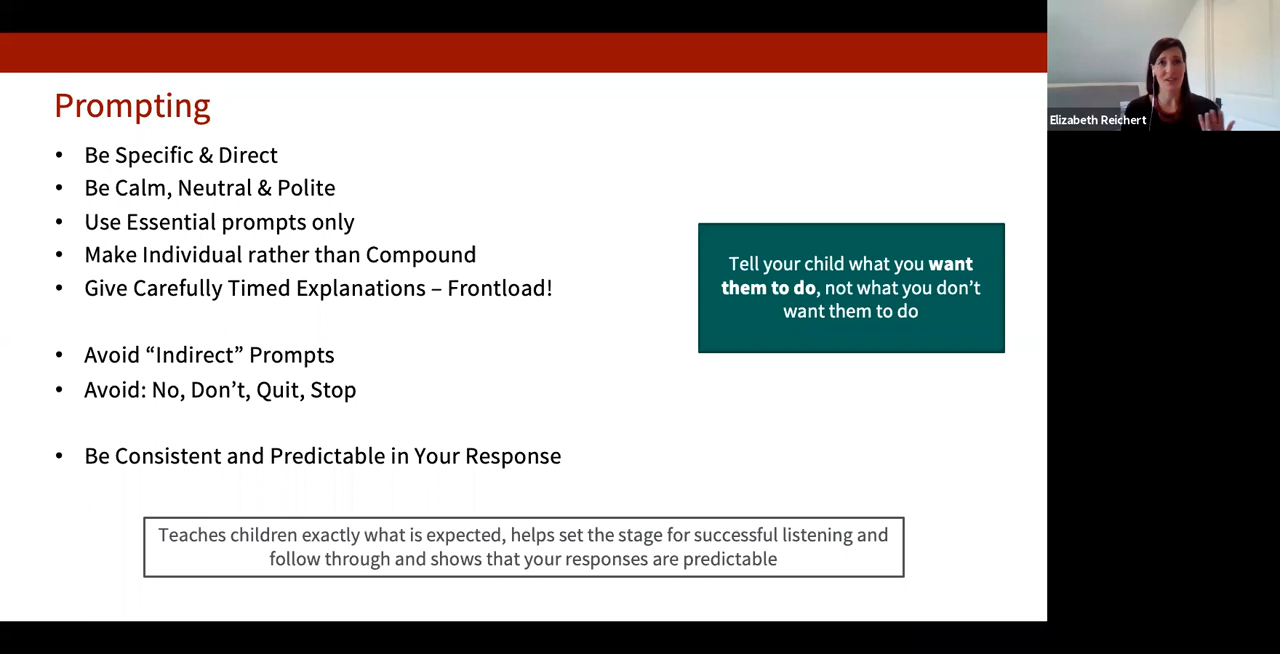 Prompting
• Be Specific & Direct
• Be Calm, Neutral & Polite
• Use Essential prompts only
• Make Individual rather than Compound
• Give Carefully Timed Explanations – Frontload!
• Avoid “Indirect” Prompts
• Avoid: No, Don’t, Quit, Stop
• Be Consistent and Predictable in Your Response
Tell your child what you want
them to do, not what you don’t
want them to do
Teaches children exactly what is expected, helps set the stage for successful listening and
follow through and shows that your responses are predictable
Elizabeth Reichert